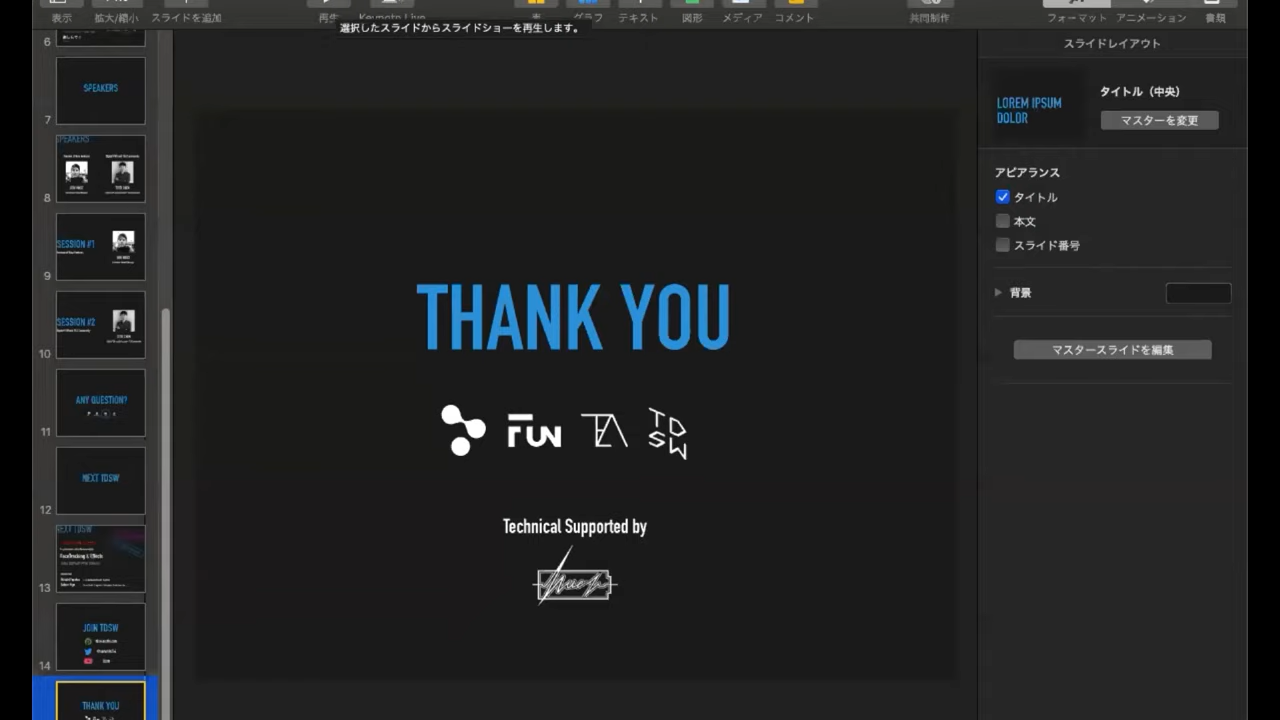 表示
拡大/縮小
スライドを追加
再生
Keynote Live
表
グラフ
テキスト
図形
メディア
コメント
共同制作
フォーマット
アニメーション
書類
選択したスライドからスライドショーを再生します。
スライドレイアウト
LOREM IPSUM
DOLOR
タイトル（中央）
マスターを変更
アピアランス
タイトル
本文
スライド番号
背景
マスタースライドを編集
6
SPEAKERS
7
SPEAKERS
8
SESSION #1
9
SESSION #2
10
ANY QUESTION?
11
NEXT TDSW
12
NEXT TDSW
13
JOIN TDSW
14
THANK YOU
THANK YOU
FUN
TDSW
Technical Supported by